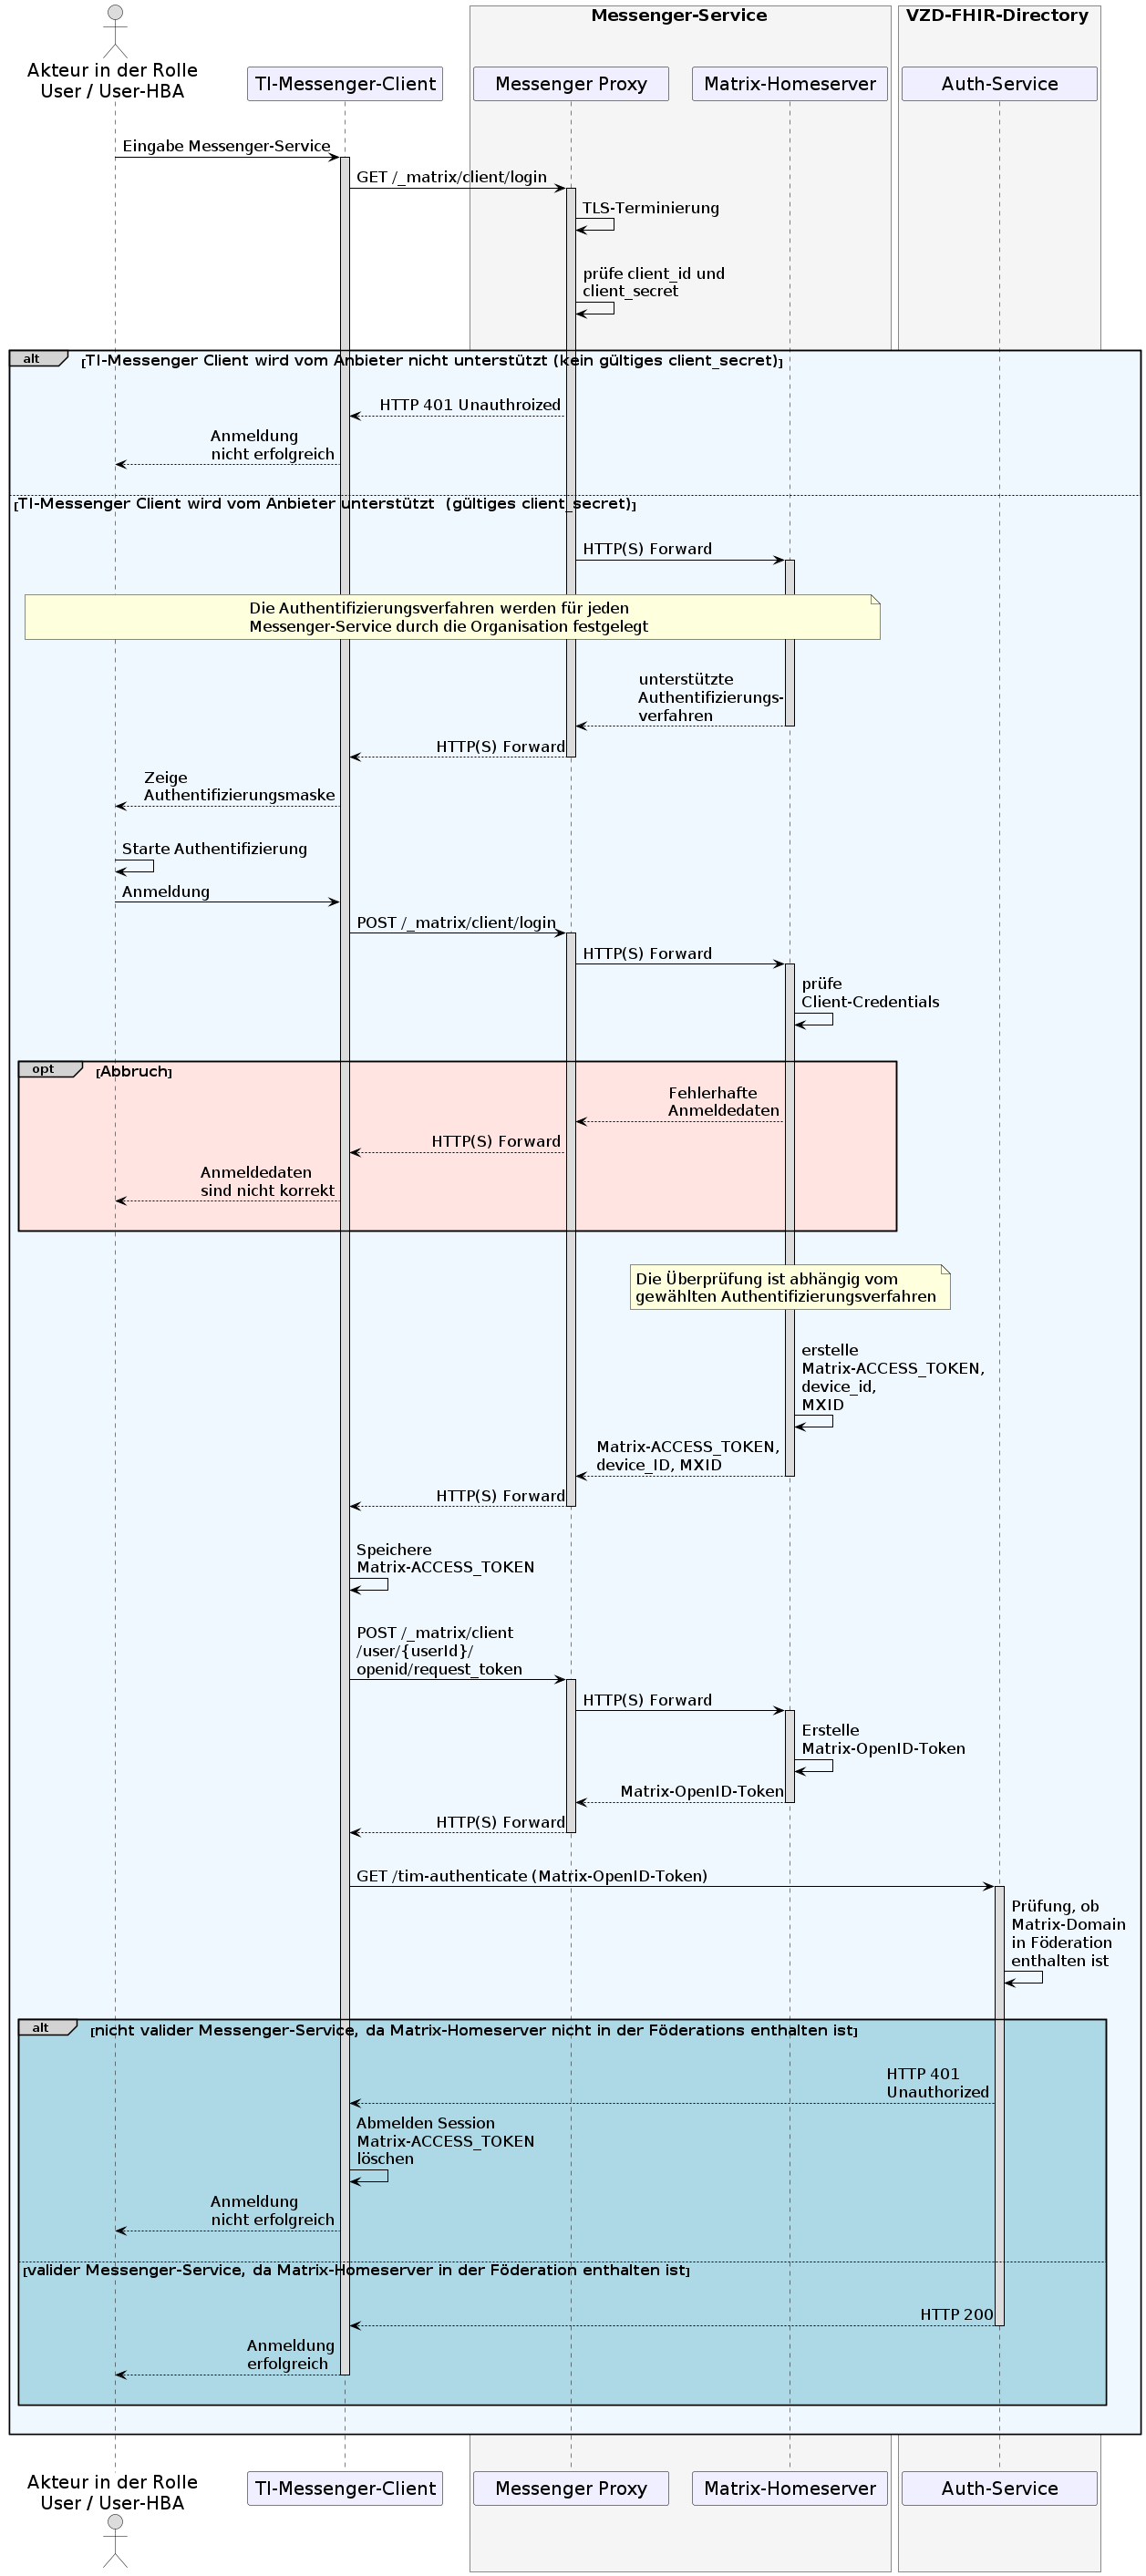 Messenger-Service
VZD-FHIR-Directory
Akteur in der Rolle
User / User-HBA
TI-Messenger-Client
Messenger Proxy
Matrix-Homeserver
Auth-Service
Eingabe Messenger-Service
GET /_matrix/client/login
TLS-Terminierung
prüfe client_id und
client_secret
alt
[TI-Messenger Client wird vom Anbieter nicht unterstützt (kein gültiges client_secret)]
HTTP 401 Unauthroized
Anmeldung
nicht erfolgreich
[TI-Messenger Client wird vom Anbieter unterstützt  (gültiges client_secret)]
HTTP(S) Forward
Die Authentifizierungsverfahren werden für jeden
Messenger-Service durch die Organisation festgelegt
unterstützte
Authentifizierungs-
verfahren
HTTP(S) Forward
Zeige
Authentifizierungsmaske
Starte Authentifizierung
Anmeldung
POST /_matrix/client/login
HTTP(S) Forward
prüfe
Client-Credentials
opt
[Abbruch]
Fehlerhafte
Anmeldedaten
HTTP(S) Forward
Anmeldedaten
sind nicht korrekt
Die Überprüfung ist abhängig vom
gewählten Authentifizierungsverfahren
erstelle
Matrix-ACCESS_TOKEN,
device_id,
MXID
Matrix-ACCESS_TOKEN,
device_ID, MXID
HTTP(S) Forward
Speichere
Matrix-ACCESS_TOKEN
POST /_matrix/client
/user/{userId}/
openid/request_token
HTTP(S) Forward
Erstelle
Matrix-OpenID-Token
Matrix-OpenID-Token
HTTP(S) Forward
GET /tim-authenticate (Matrix-OpenID-Token)
Prüfung, ob
Matrix-Domain
in Föderation
enthalten ist
alt
[nicht valider Messenger-Service, da Matrix-Homeserver nicht in der Föderations enthalten ist]
HTTP 401
Unauthorized
Abmelden Session
Matrix-ACCESS_TOKEN
löschen
Anmeldung
nicht erfolgreich
[valider Messenger-Service, da Matrix-Homeserver in der Föderation enthalten ist]
HTTP 200
Anmeldung
erfolgreich
Akteur in der Rolle
User / User-HBA
TI-Messenger-Client
Messenger Proxy
Matrix-Homeserver
Auth-Service